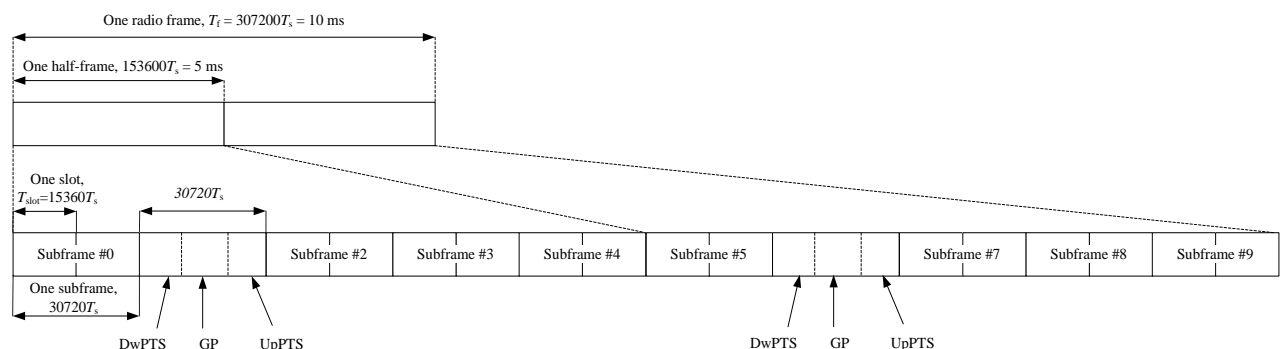 One radio frame, Tf = 307200Ts = 10 ms
One half-frame, 153600Ts = 5 ms
One slot,
Tslot=15360Ts
30720Ts
Subframe #0
Subframe #2
Subframe #3
Subframe #4
Subframe #5
Subframe #7
Subframe #8
Subframe #9
One subframe,
30720Ts
DwPTS
GP
UpPTS
DwPTS
GP
UpPTS